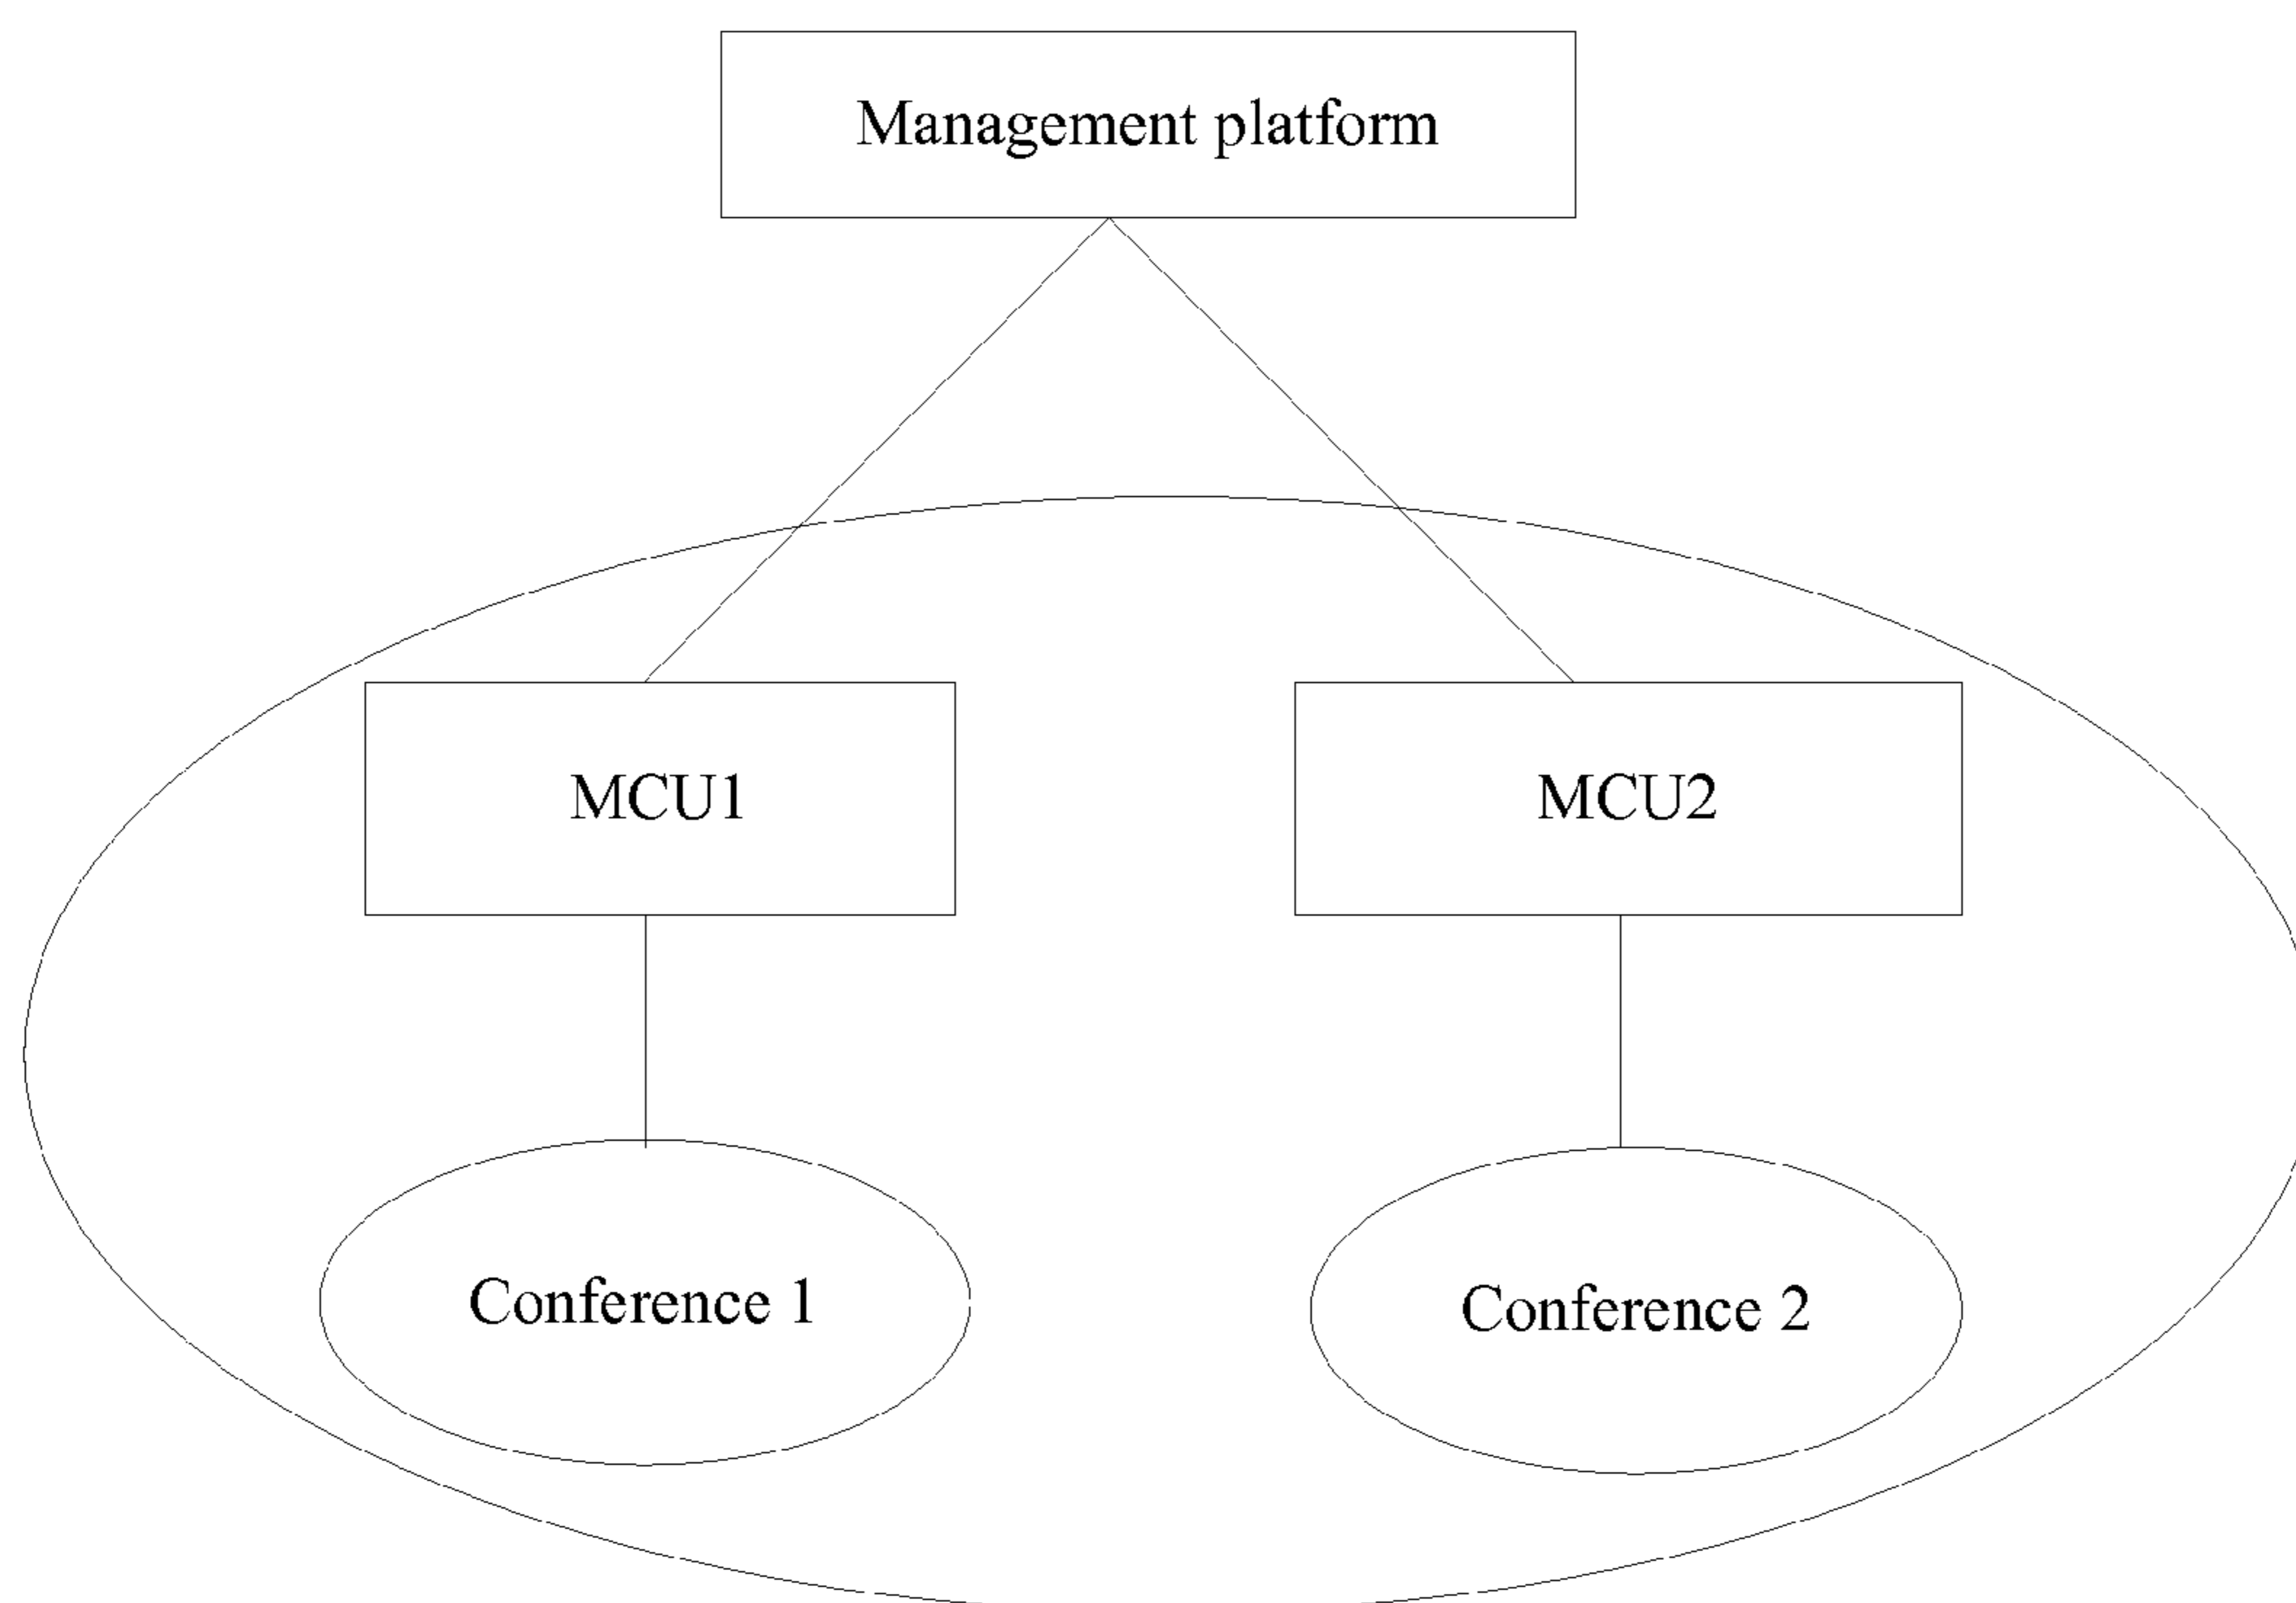 Management platform
MCU1
MCU2
Conference 1
Conference 2